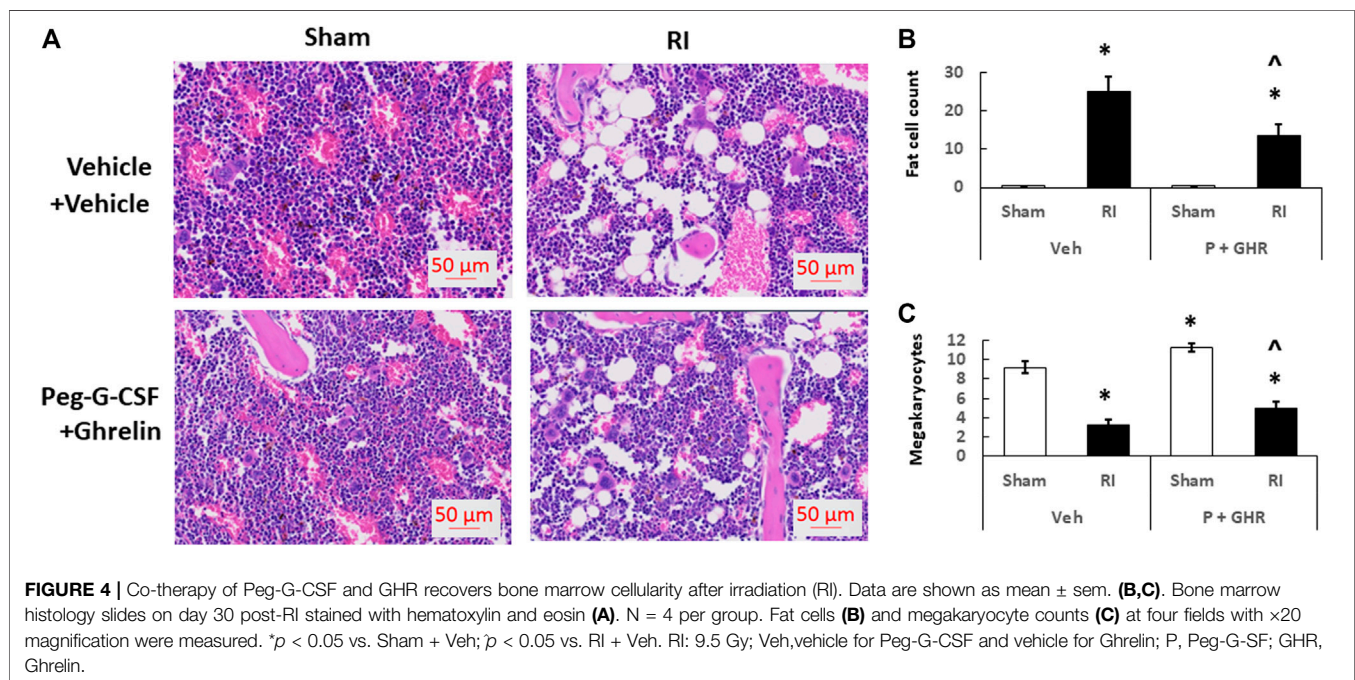 A
Sham
RI
Vehicle
+Vehicle
50 µm
50 µm
Peg-G-CSF
+Ghrelin
50 µm
50 µm
B
Fat cell count
30
20
10
0
*
^
*
Sham
RI
Sham
RI
Veh
P + GHR
C
Megakaryocytes
12
10
8
6
4
2
0
*
*
^
*
Sham
RI
Sham
RI
Veh
P + GHR
FIGURE 4 | Co-therapy of Peg-G-CSF and GHR recovers bone marrow cellularity after irradiation (RI). Data are shown as mean ± sem. (B,C). Bone marrow
histology slides on day 30 post-RI stained with hematoxylin and eosin (A). N = 4 per group. Fat cells (B) and megakaryocyte counts (C) at four fields with ×20
magnification were measured. *p < 0.05 vs. Sham + Veh; ^p < 0.05 vs. RI + Veh. RI: 9.5 Gy; Veh,vehicle for Peg-G-CSF and vehicle for Ghrelin; P, Peg-G-SF; GHR,
Ghrelin.